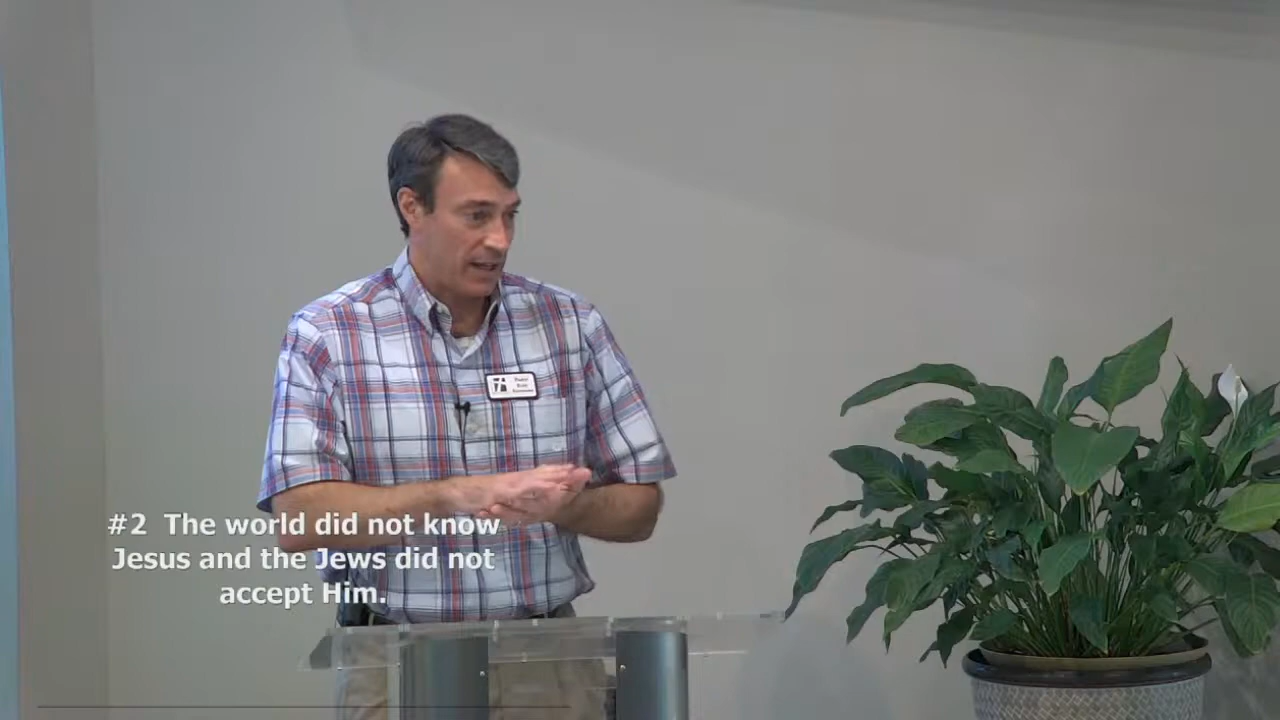 #2 The world did not know
Jesus and the Jews did not
accept Him.